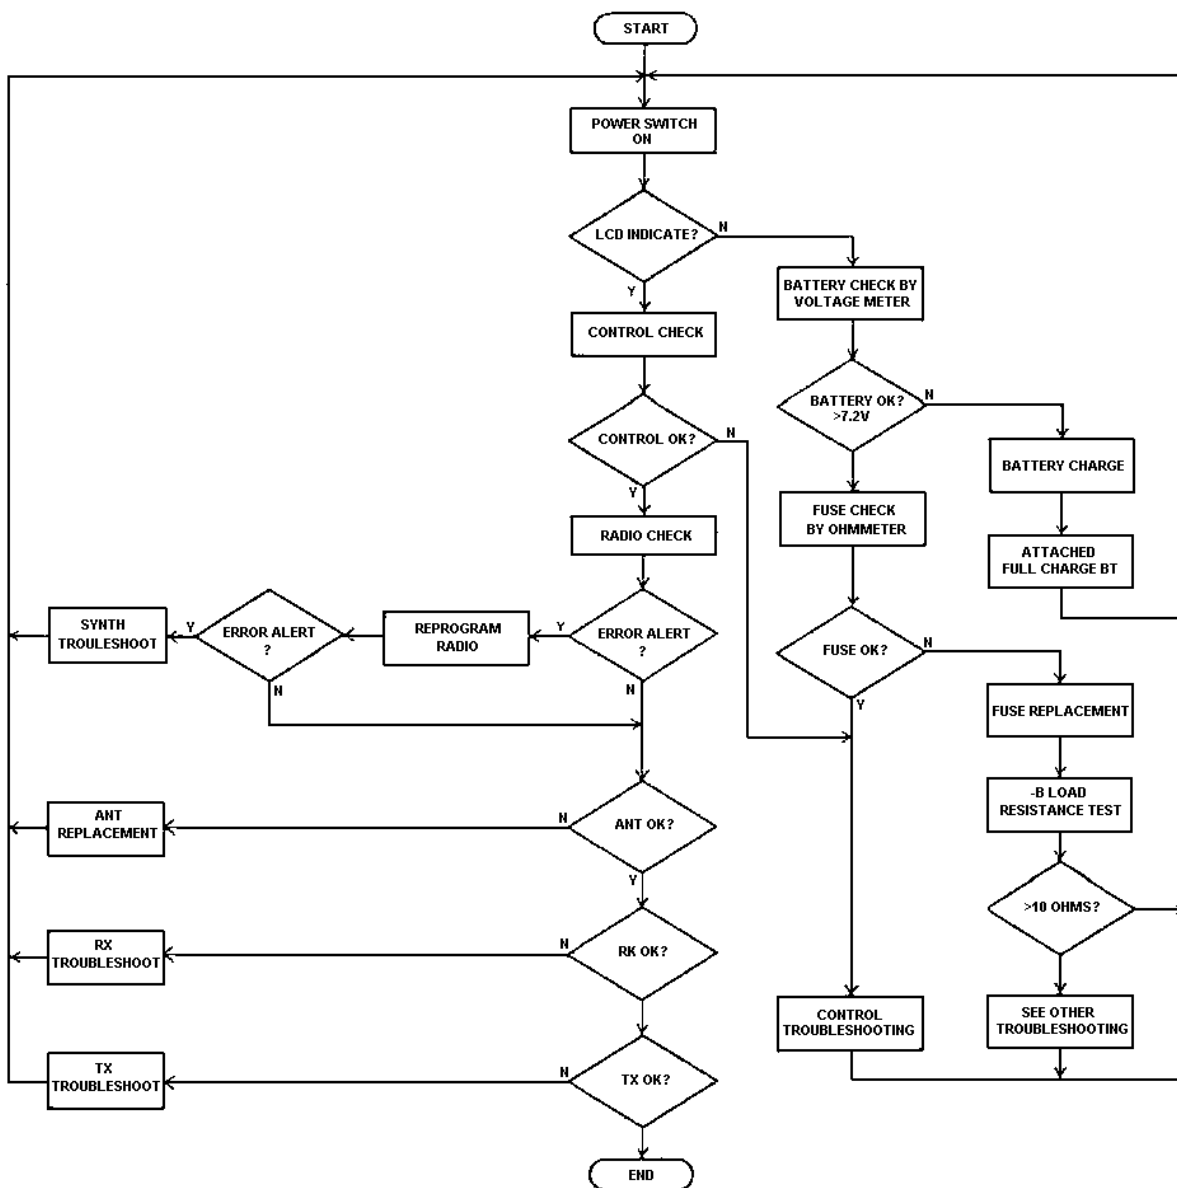 START
POWER SWITCH
ON
LCD INDICATE?
N
Y
BATTERY CHECK BY
VOLTAGE METER
CONTROL CHECK
BATTERY OK?
>7.2V
N
CONTROL OK?
N
Y
BATTERY CHARGE
FUSE CHECK
BY OHMMETER
RADIO CHECK
ATTACHED
FULL CHARGE BT
SYNTH
TROULESHOOT
Y
ERROR ALERT
?
N
REPROGRAM
RADIO
Y
ERROR ALERT
?
N
FUSE OK?
N
Y
FUSE REPLACEMENT
-B LOAD
RESISTANCE TEST
ANT
REPLACEMENT
N
ANT OK?
Y
>10 OHMS?
RX
TROUBLESHOOT
N
RK OK?
CONTROL
TROUBLESHOOTING
SEE OTHER
TROUBLESHOOTING
TX
TROUBLESHOOT
N
TX OK?
END